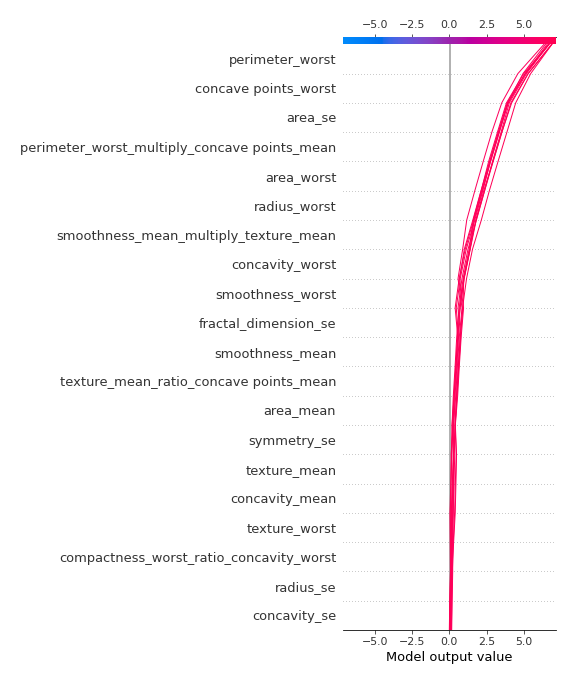 −5.0 −2.5 0.0 2.5 5.0
perimeter_worst
concave points_worst
area_se
perimeter_worst_multiply_concave points_mean
area_worst
radius_worst
smoothness_mean_multiply_texture_mean
concavity_worst
smoothness_worst
fractal_dimension_se
smoothness_mean
texture_mean_ratio_concave points_mean
area_mean
symmetry_se
texture_mean
concavity_mean
texture_worst
compactness_worst_ratio_concavity_worst
radius_se
concavity_se
−5.0 −2.5 0.0 2.5 5.0
Model output value